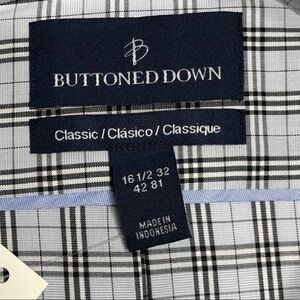 BUTTONED DOWN
Classic / Clásico / Classique
16 1/2 32
42 81
MADE IN
INDONESIA